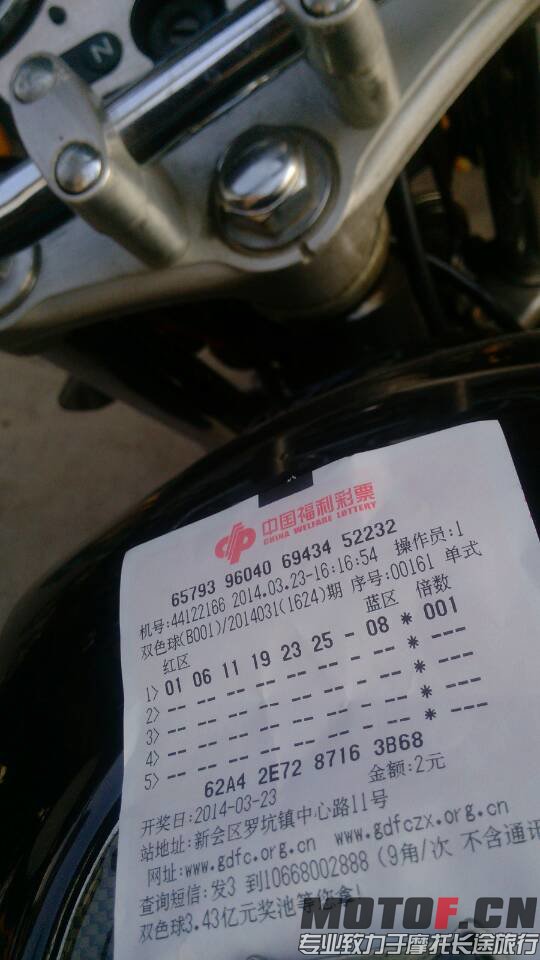 N
中国福利彩票
CHINA WELFARE LOTTERY
65793 96040 69434 52232
机号:44122166 2014.03.23-16:16:54 操作员:1
双色球(B001)/2014031(1624)期 序号:00161 单式
红区 蓝区 倍数
1> 01 06 11 19 23 25 - 08 * 001
2> -- -- -- -- -- -- - -- * ---
3> -- -- -- -- -- -- - -- * ---
4> -- -- -- -- -- -- - -- * ---
5> -- -- -- -- -- -- - -- * ---
62A4 2E72 8716 3B68
开奖日:2014-03-23 金额:2元
站地址:新会区罗坑镇中心路11号
网址:www.gdfc.org.cn www.gdfczx.org.cn
查询短信:发3 到10668002888 (9角/次 不含通讯
双色球3.43亿元奖池等您拿!
MOTOF.CN
专业致力于摩托长途旅行